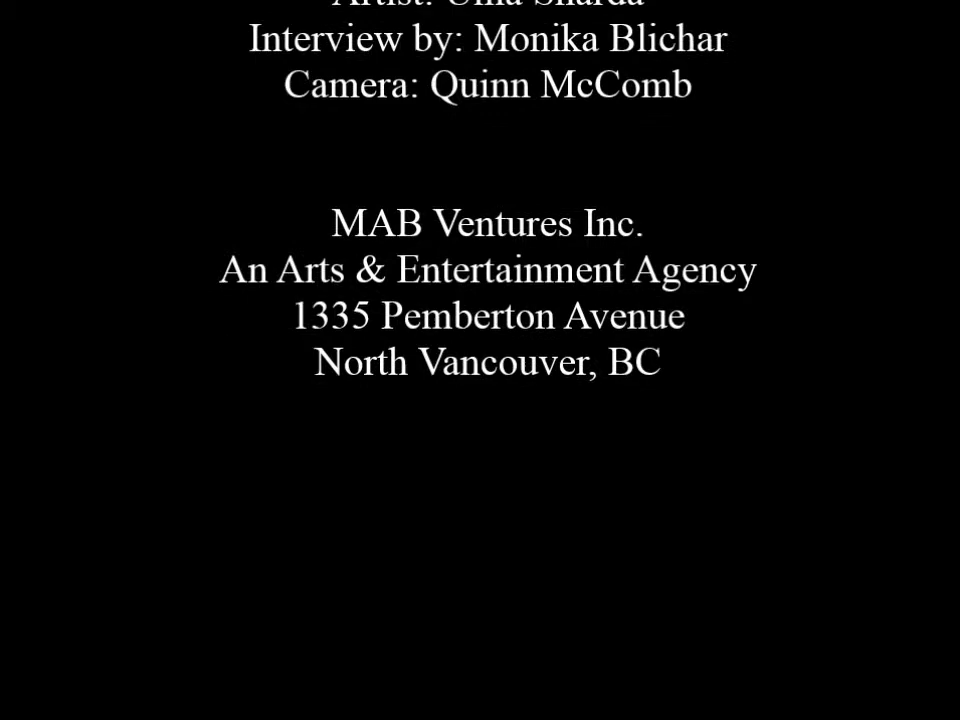 Artist:
Interview by: Monika Blichar
Camera: Quinn McComb
MAB Ventures Inc.
An Arts & Entertainment Agency
1335 Pemberton Avenue
North Vancouver, BC